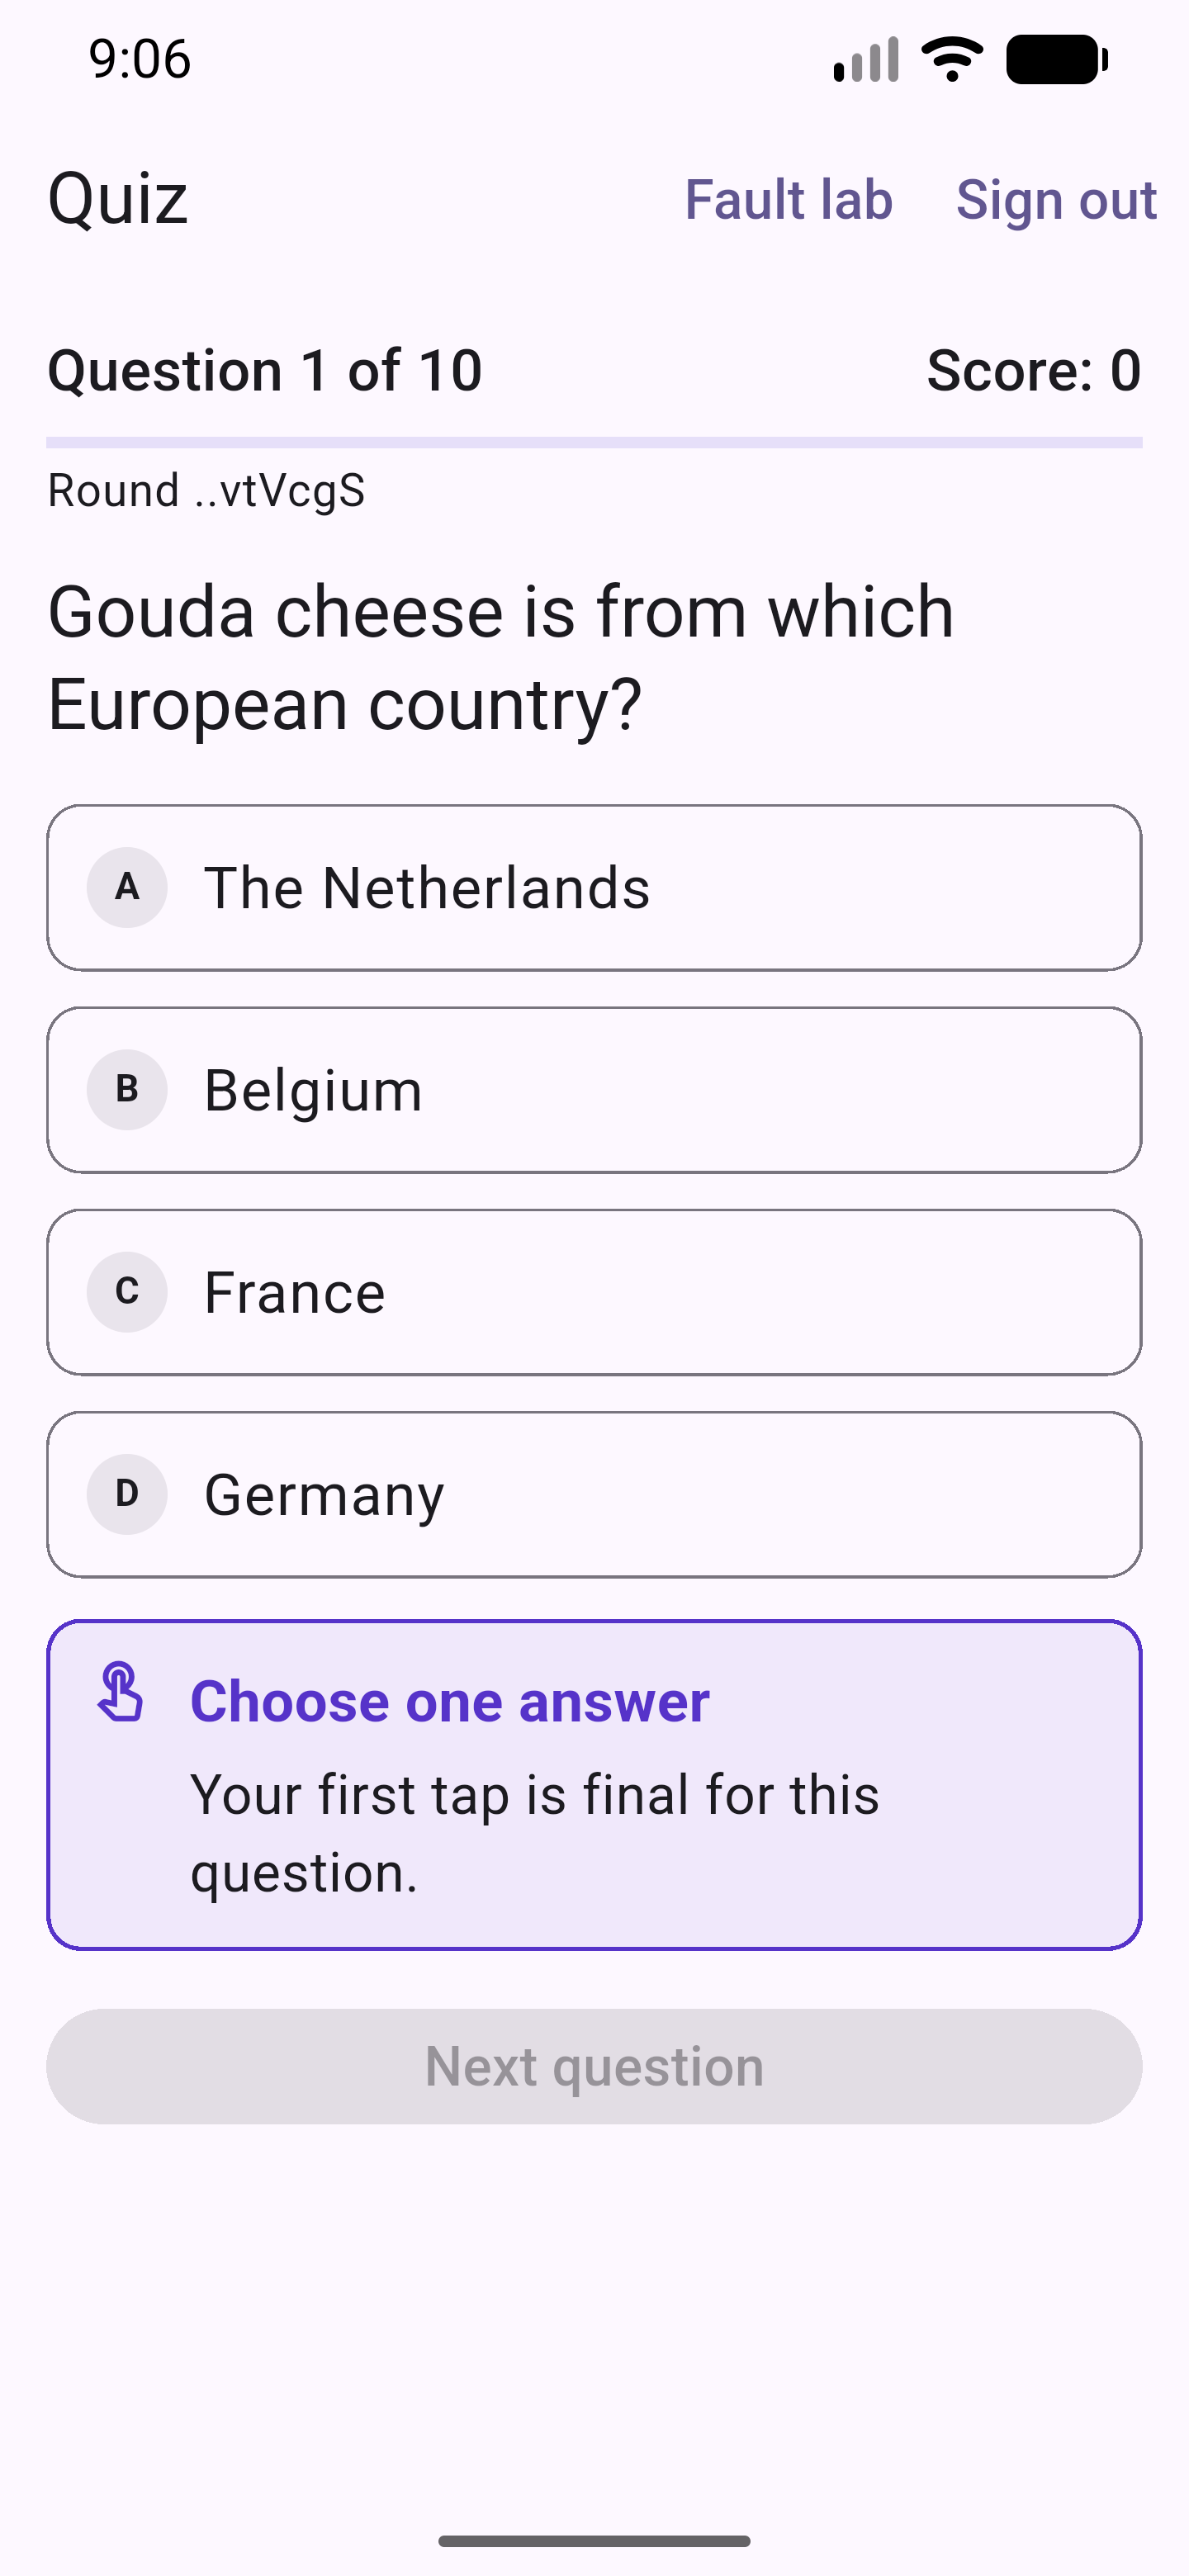 9:06
Quiz
Fault lab
Sign out
Question 1 of 10
Score: 0
Round ..vtVcgS
Gouda cheese is from which
European country?
A The Netherlands
B Belgium
C France
D Germany
Choose one answer
Your first tap is final for this
question.
Next question